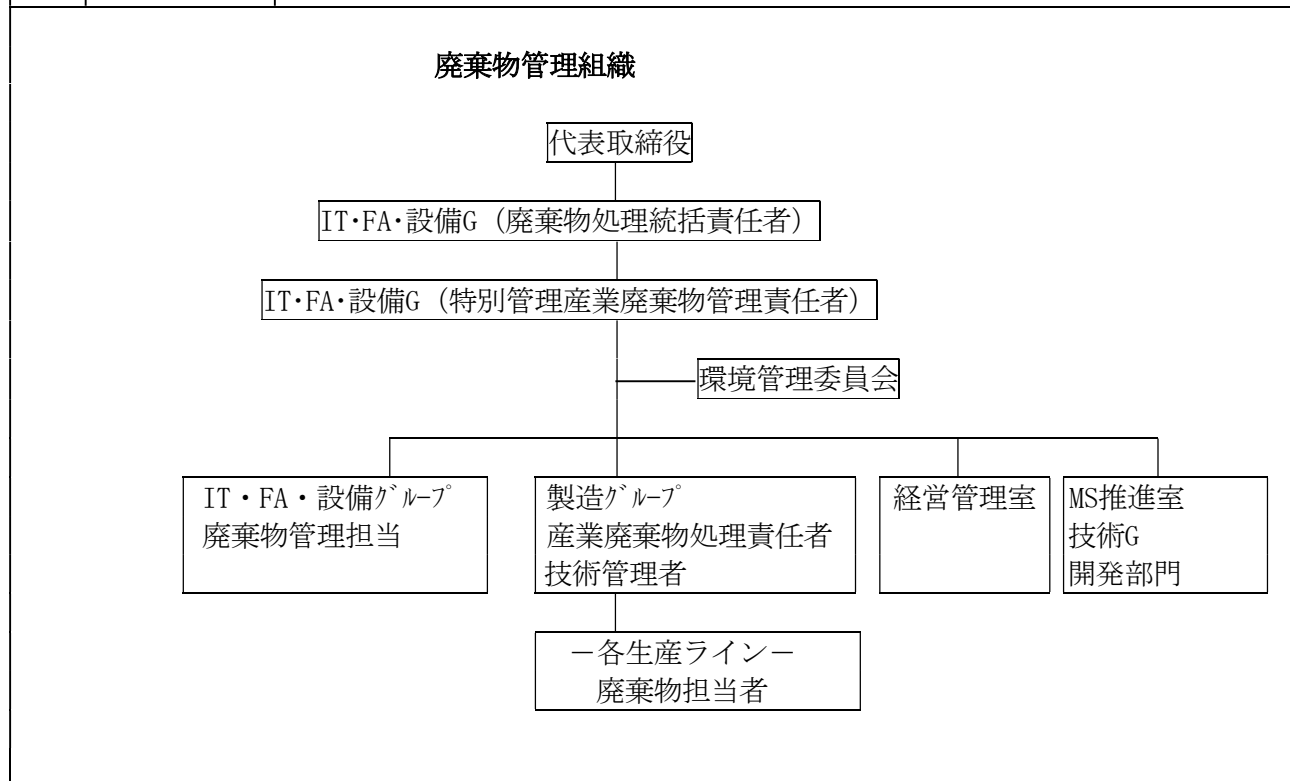 廃棄物管理組織
代表取締役
IT･FA･設備G（廃棄物処理統括責任者）
IT･FA･設備G（特別管理産業廃棄物管理責任者）
環境管理委員会
IT・FA・設備ｸﾞﾙｰﾌﾟ
廃棄物管理担当
製造ｸﾞﾙｰﾌﾟ
産業廃棄物処理責任者
技術管理者
経営管理室
MS推進室
技術G
開発部門
－各生産ライン－
廃棄物担当者